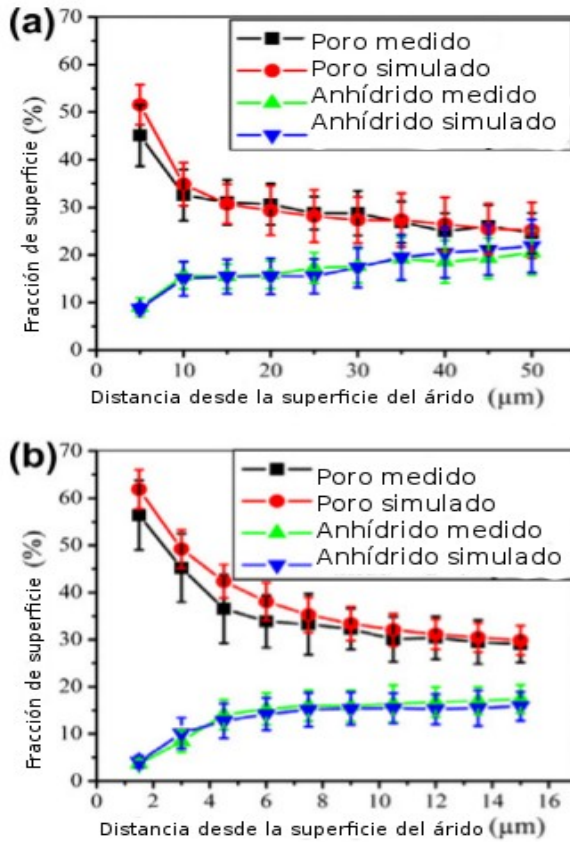 (a)
70
60
50
40
30
20
10
0
Fracción de superficie (%)
Poro medido
Poro simulado
Anhídrido medido
Anhídrido simulado
0 10 20 30 40 50
Distancia desde la superficie del árido (μm)
(b)
70
60
50
40
30
20
10
0
Fracción de superficie (%)
Poro medido
Poro simulado
Anhídrido medido
Anhídrido simulado
0 2 4 6 8 10 12 14 16
Distancia desde la superficie del árido (μm)